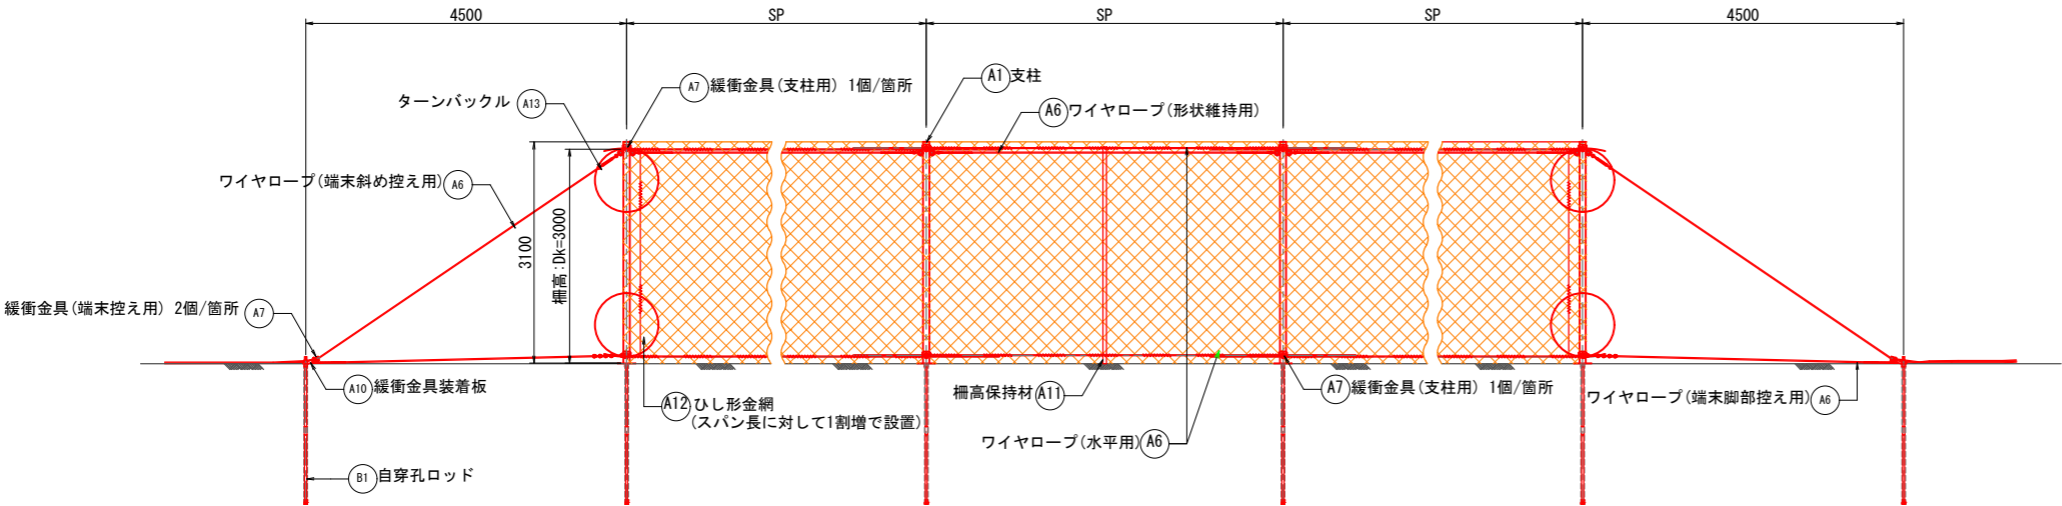 4500
SP
SP
SP
4500
A7 緩衝金具(支柱用) 1個/箇所
A1 支柱
ターンバックル A13
A6 ワイヤロープ(形状維持用)
ワイヤロープ(端末斜め控え用) A6
3100
柵高:Dk=3000
緩衝金具(端末控え用) 2個/箇所 A7
A10 緩衝金具装着板
A12 ひし形金網
(スパン長に対して1割増で設置)
柵高保持材 A11
A7 緩衝金具(支柱用) 1個/箇所
ワイヤロープ(端末脚部控え用) A6
ワイヤロープ(水平用) A6
B1 自穿孔ロッド